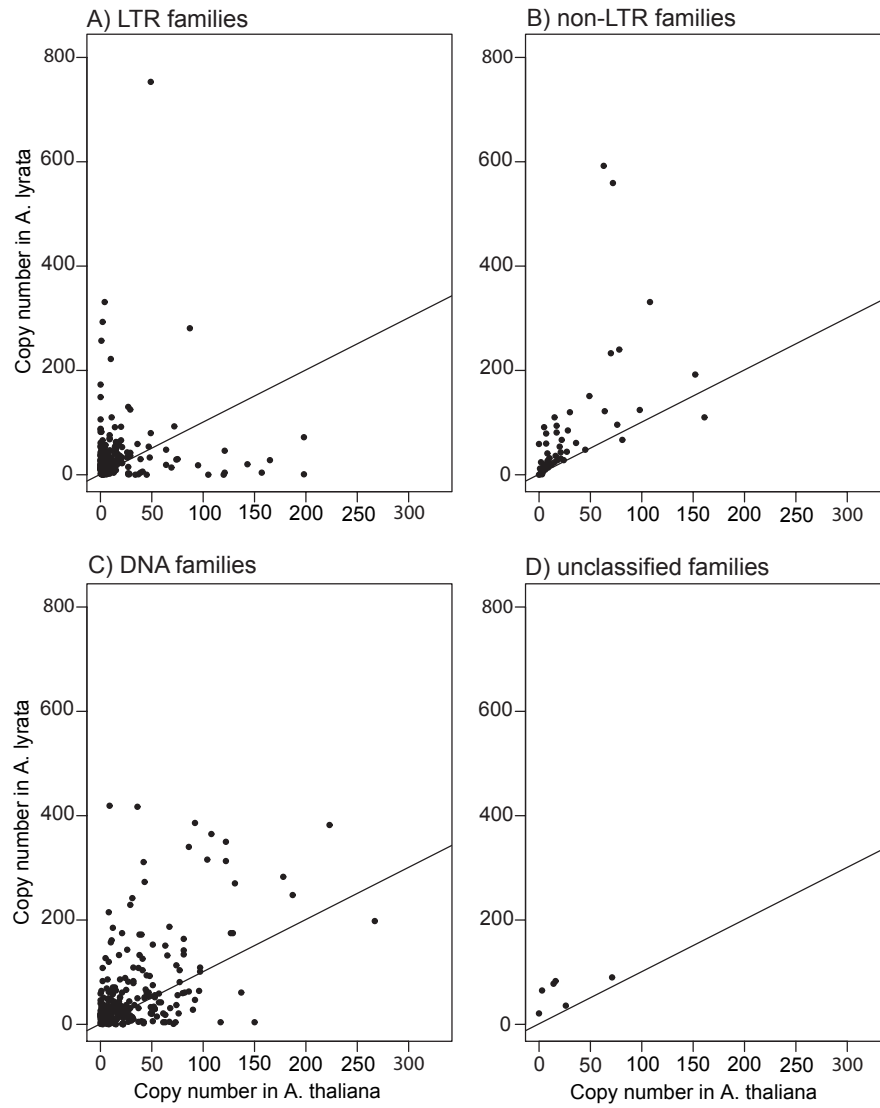 A) LTR families
B) non-LTR families
800
600
400
200
0
Copy number in A. lyrata
0 50 100 150 200 250 300
800
600
400
200
0
0 50 100 150 200 250 300
C) DNA families
D) unclassified families
800
600
400
200
0
Copy number in A. lyrata
0 50 100 150 200 250 300
Copy number in A. thaliana
800
600
400
200
0
0 50 100 150 200 250 300
Copy number in A. thaliana